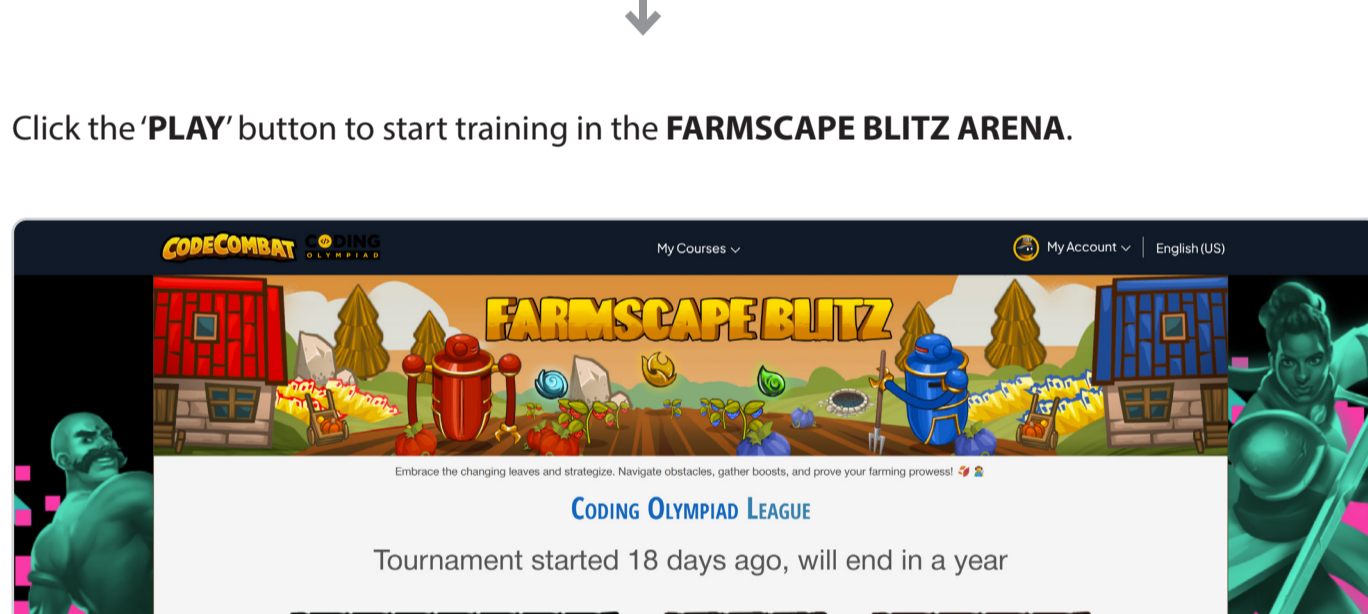 Click the ‘PLAY’ button to start training in the FARMSCAPE BLITZ ARENA.
CODECOMBAT CODING OLYMPIAD My Courses My Account English (US)
FARMSCAPE BLITZ
Embrace the changing leaves and strategize. Navigate obstacles, gather boosts, and prove your farming prowess!
CODING OLYMPIAD LEAGUE
Tournament started 18 days ago, will end in a year